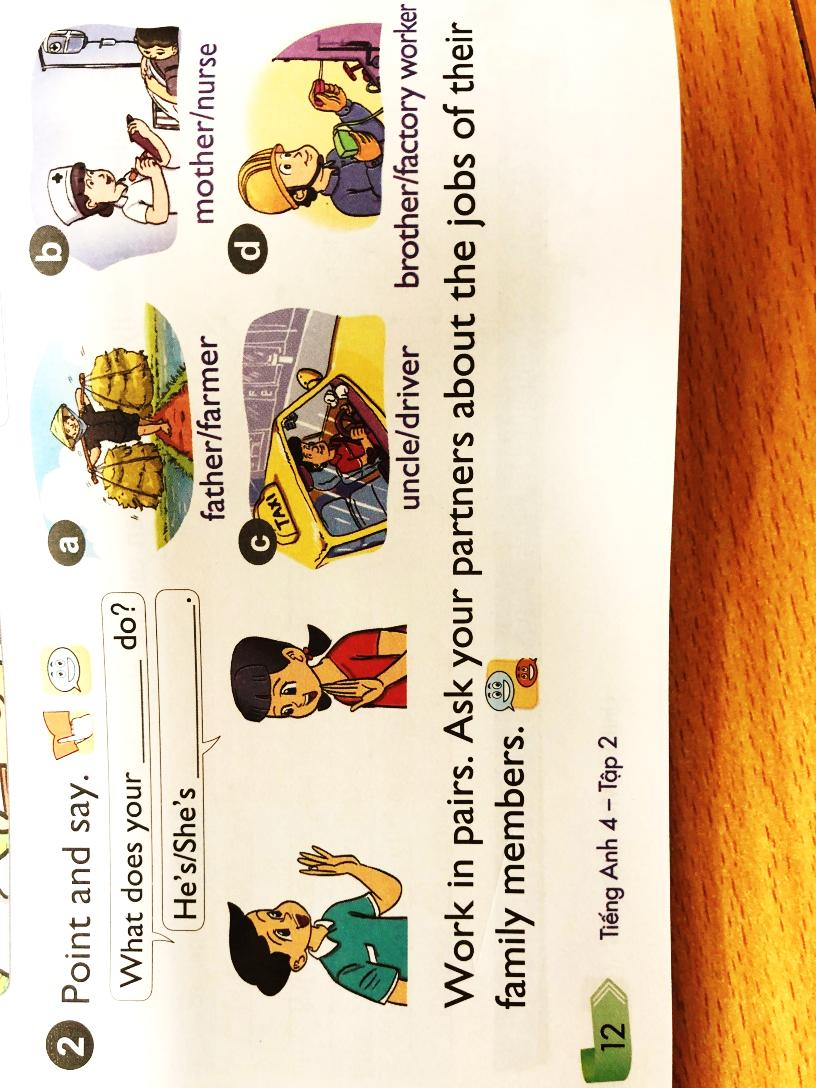 2 Point and say.
What does your ______ do?
He's/She's ______.
a
father/farmer
b
mother/nurse
c
TAXI
uncle/driver
d
brother/factory worker
Work in pairs. Ask your partners about the jobs of their
family members.
12
Tiếng Anh 4 – Tập 2